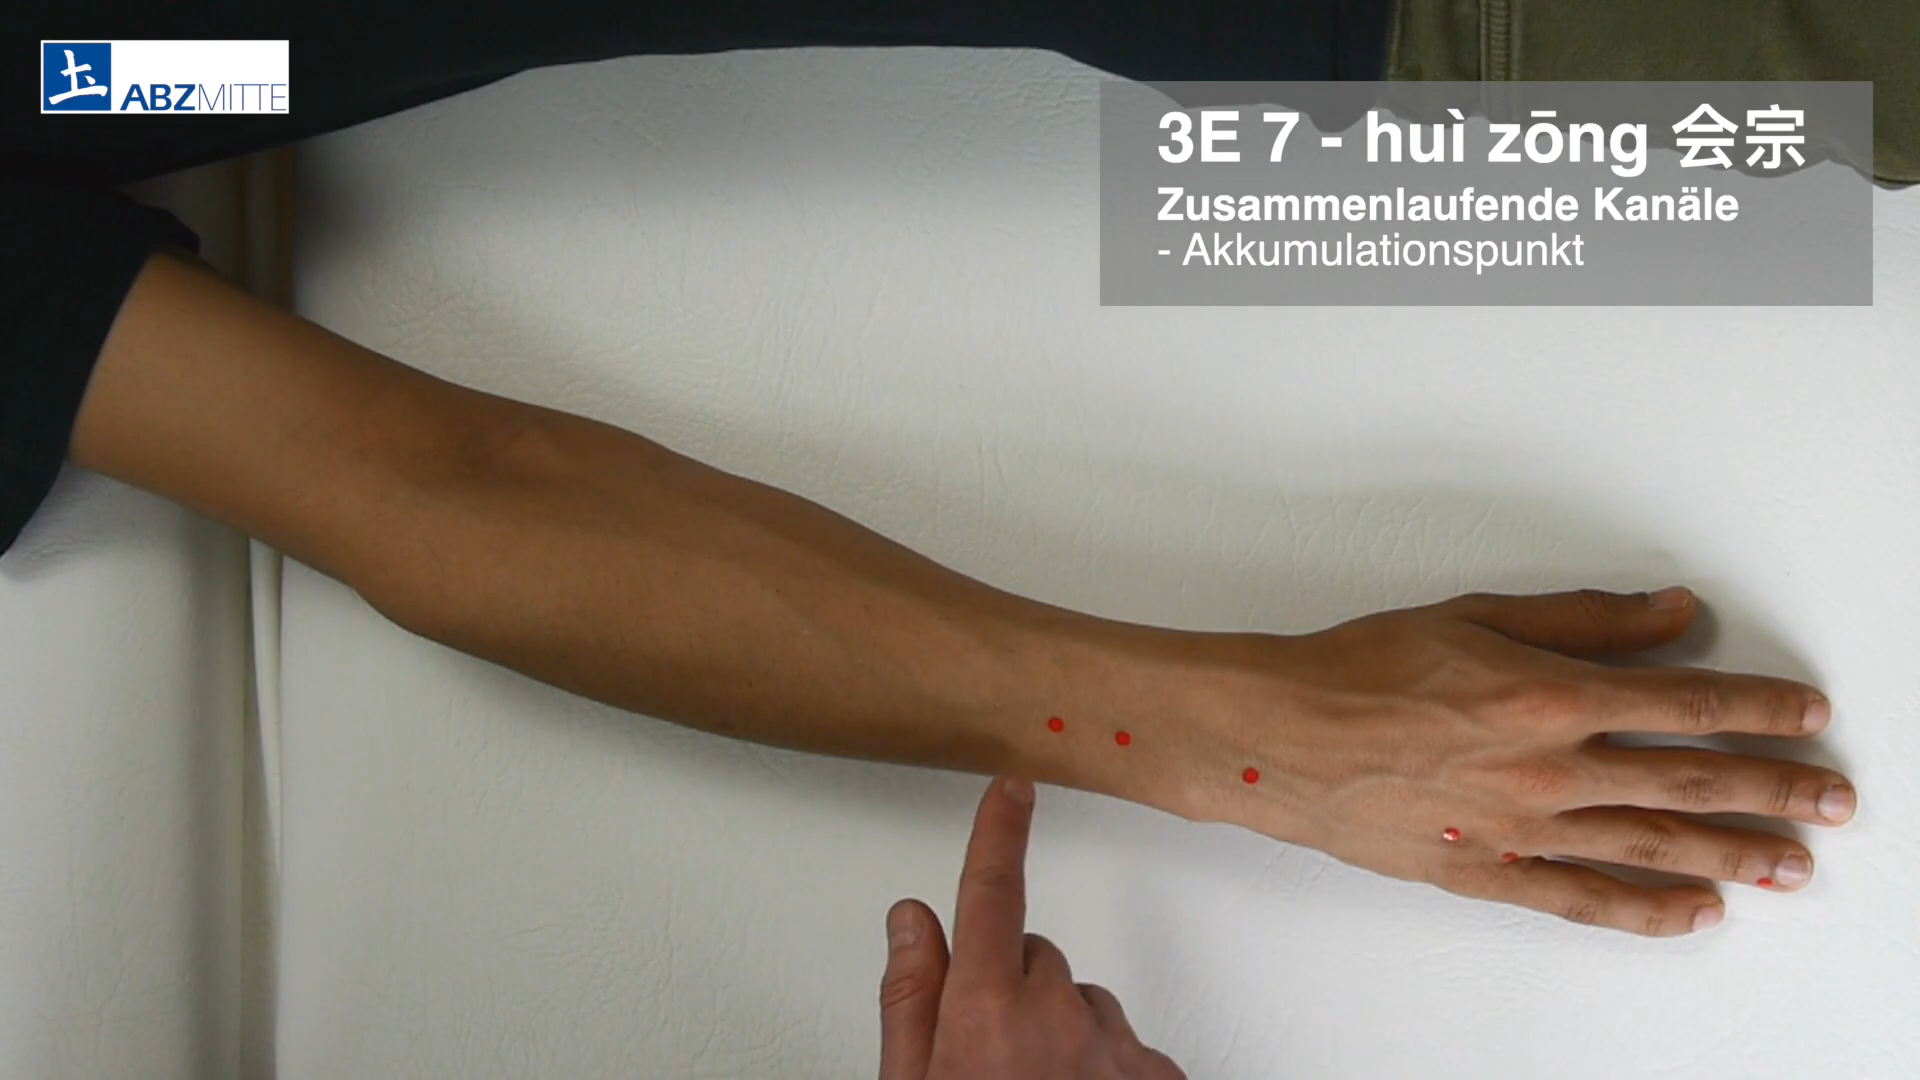 ABZMITTE
3E 7 - huì zōng 会宗
Zusammenlaufende Kanäle
- Akkumulationspunkt